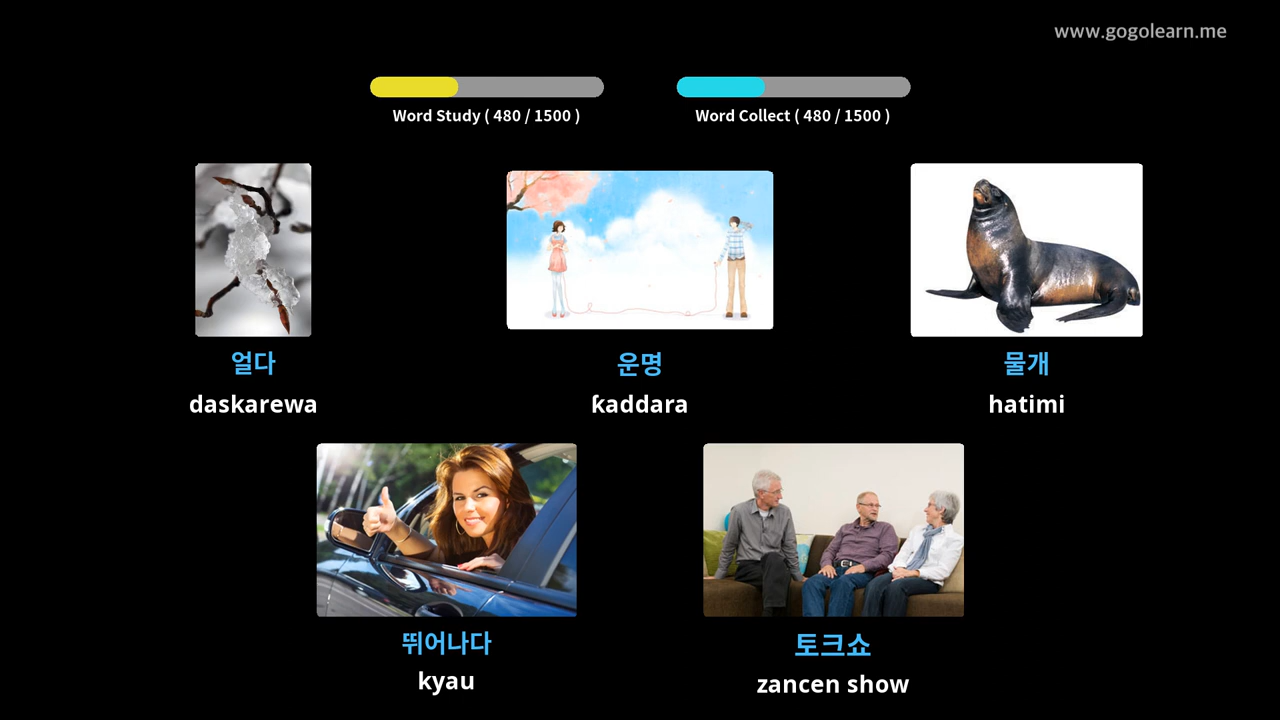 www.gogolearn.me
Word Study ( 480 / 1500 )
Word Collect ( 480 / 1500 )
얼다
daskarewa
운명
ƙaddara
물개
hatimi
뛰어나다
kyau
토크쇼
zancen show